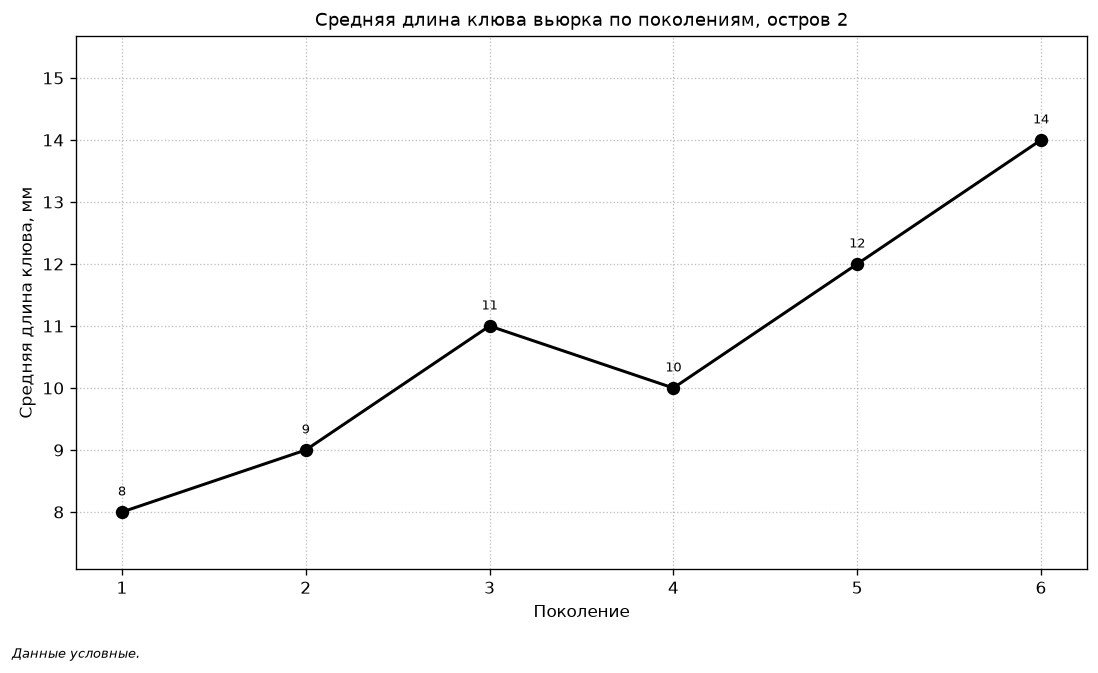 Средняя длина клюва вьюрка по поколениям, остров 2
Средняя длина клюва, мм
15
14
13
12
11
10
9
8
8
9
11
10
12
14
1 2 3 4 5 6
Поколение
Данные условные.